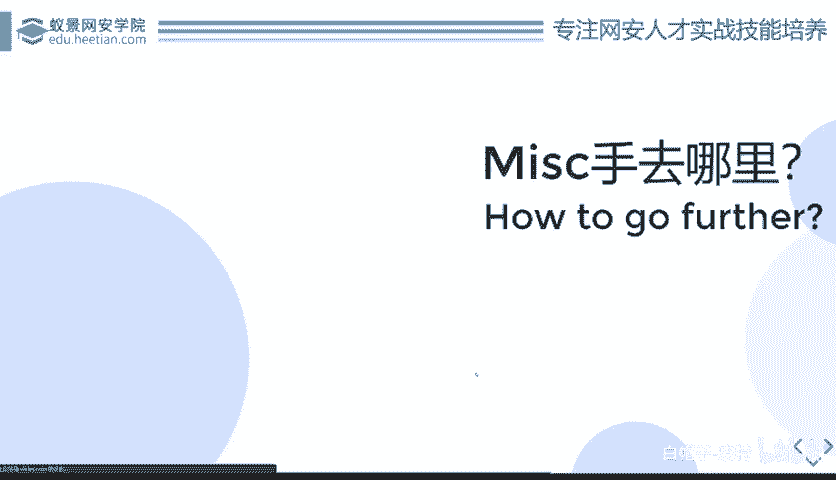 蚁景网安学院
edu.heetian.com
专注网安人才实战技能培养
Misc手去哪里?
How to go further?